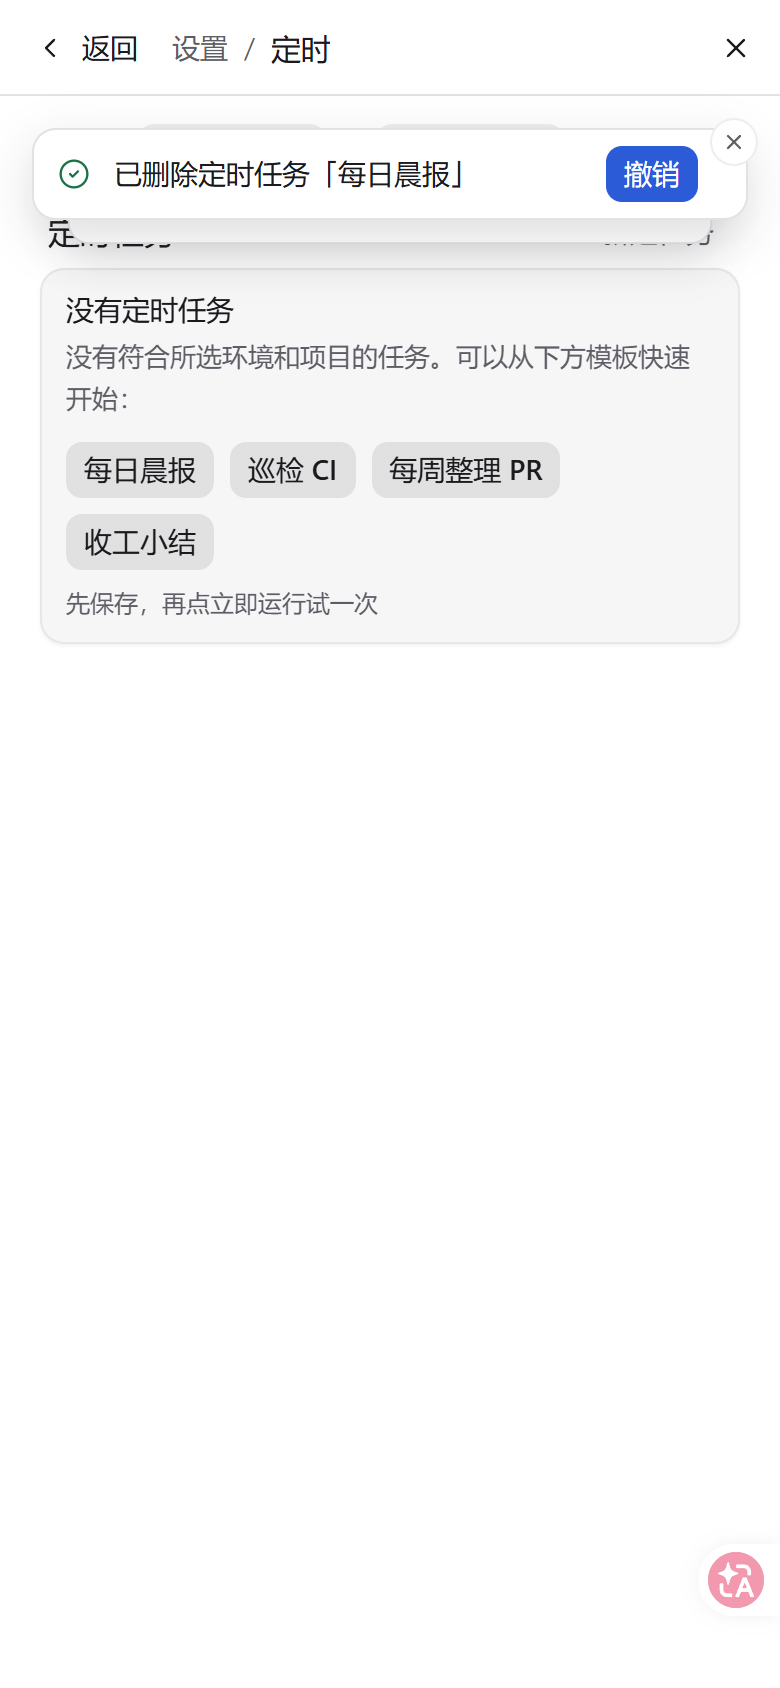 返回 设置 / 定时
已删除定时任务「每日晨报」 撤销
没有定时任务
没有符合所选环境和项目的任务。可以从下方模板快速
开始：
每日晨报 巡检 CI 每周整理 PR
收工小结
先保存，再点立即运行试一次